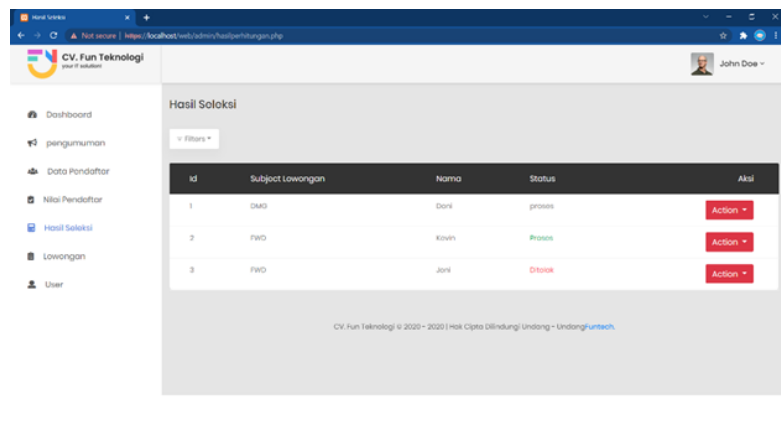 Hasil Seleksi
Not secure | https://localhost/web/admin/hasilperhitungan.php
CV. Fun Teknologi
your IT solution!
John Doe
Dashboard
pengumuman
Data Pendaftar
Nilai Pendaftar
Hasil Seleksi
Lowongan
User
Hasil Seleksi
Filters
Id Subject Lowongan Nama Status Aksi
1 DMO Doni proses Action
2 FWD Kevin Proses Action
3 FWD Joni Ditolak Action
CV. Fun Teknologi © 2020 - 2020 | Hak Cipta Dilindungi Undang - UndangFuntech.